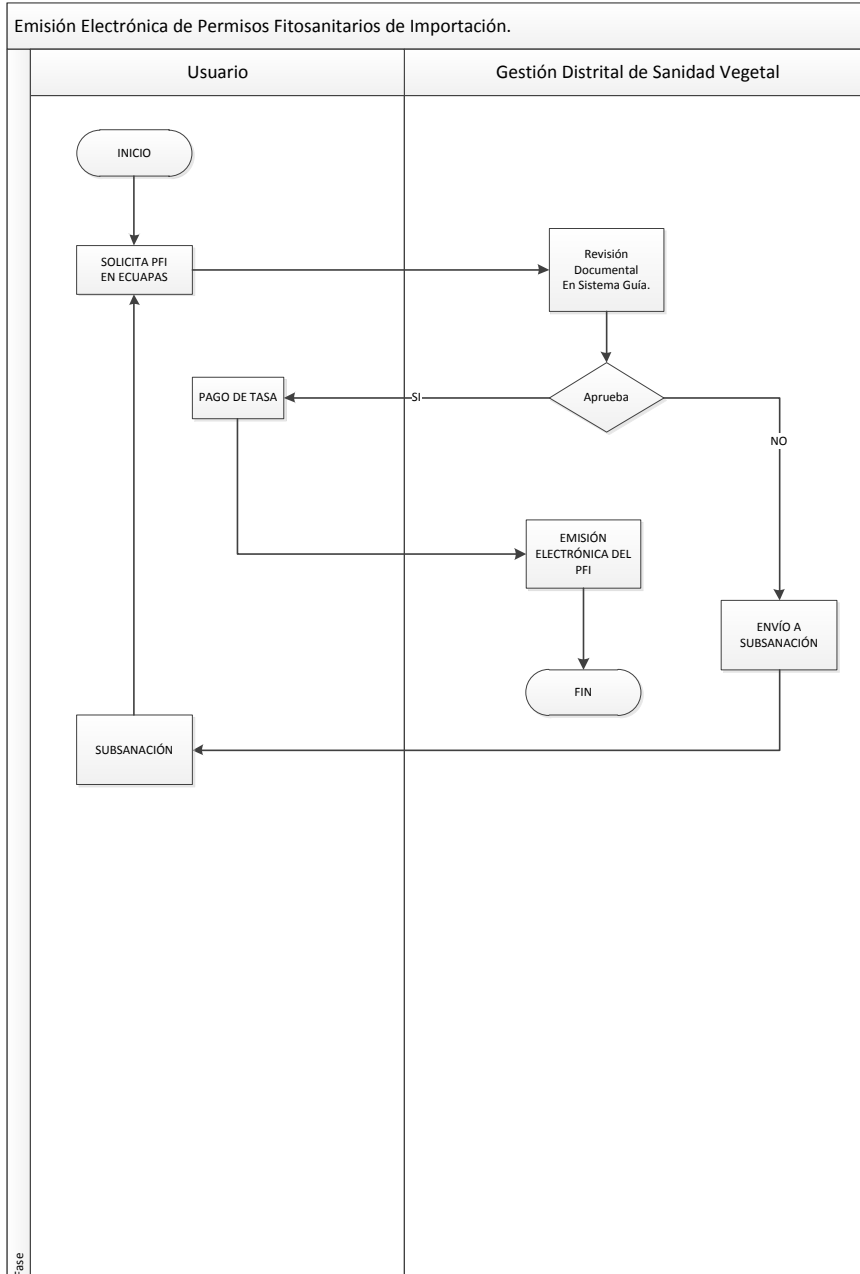 Emisión Electrónica de Permisos Fitosanitarios de Importación.
Usuario
Gestión Distrital de Sanidad Vegetal
INICIO
SOLICITA PFI
EN ECUAPAS
Revisión
Documental
En Sistema Guía.
PAGO DE TASA
SI
Aprueba
NO
EMISIÓN
ELECTRÓNICA DEL
PFI
ENVÍO A
SUBSANACIÓN
FIN
SUBSANACIÓN
Fase